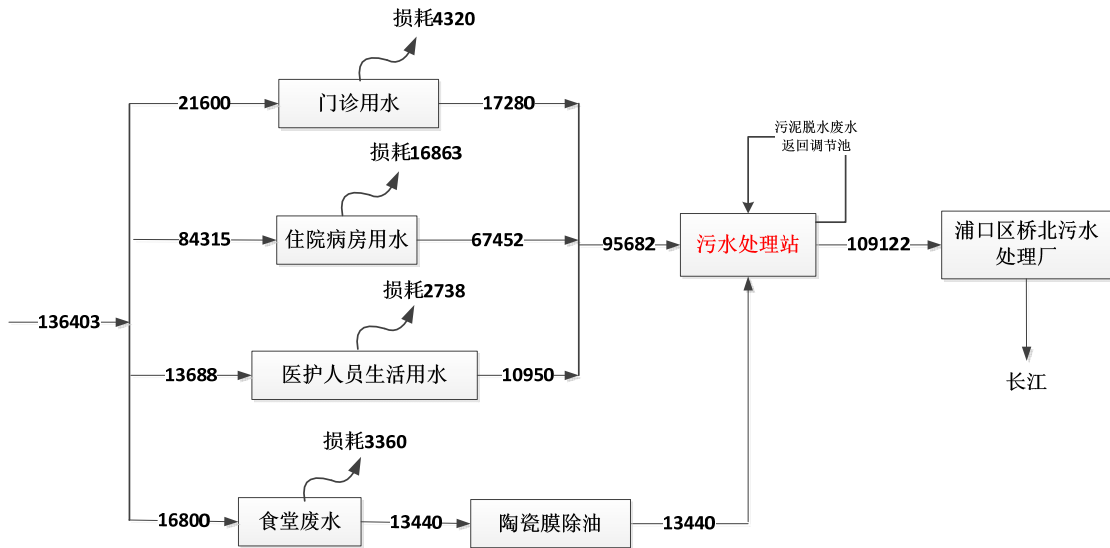 损耗4320
21600
门诊用水
17280
损耗16863
84315
住院病房用水
67452
损耗2738
136403
13688
医护人员生活用水
10950
损耗3360
16800
食堂废水
13440
陶瓷膜除油
13440
95682
污泥脱水废水
返回调节池
污水处理站
109122
浦口区桥北污水
处理厂
长江